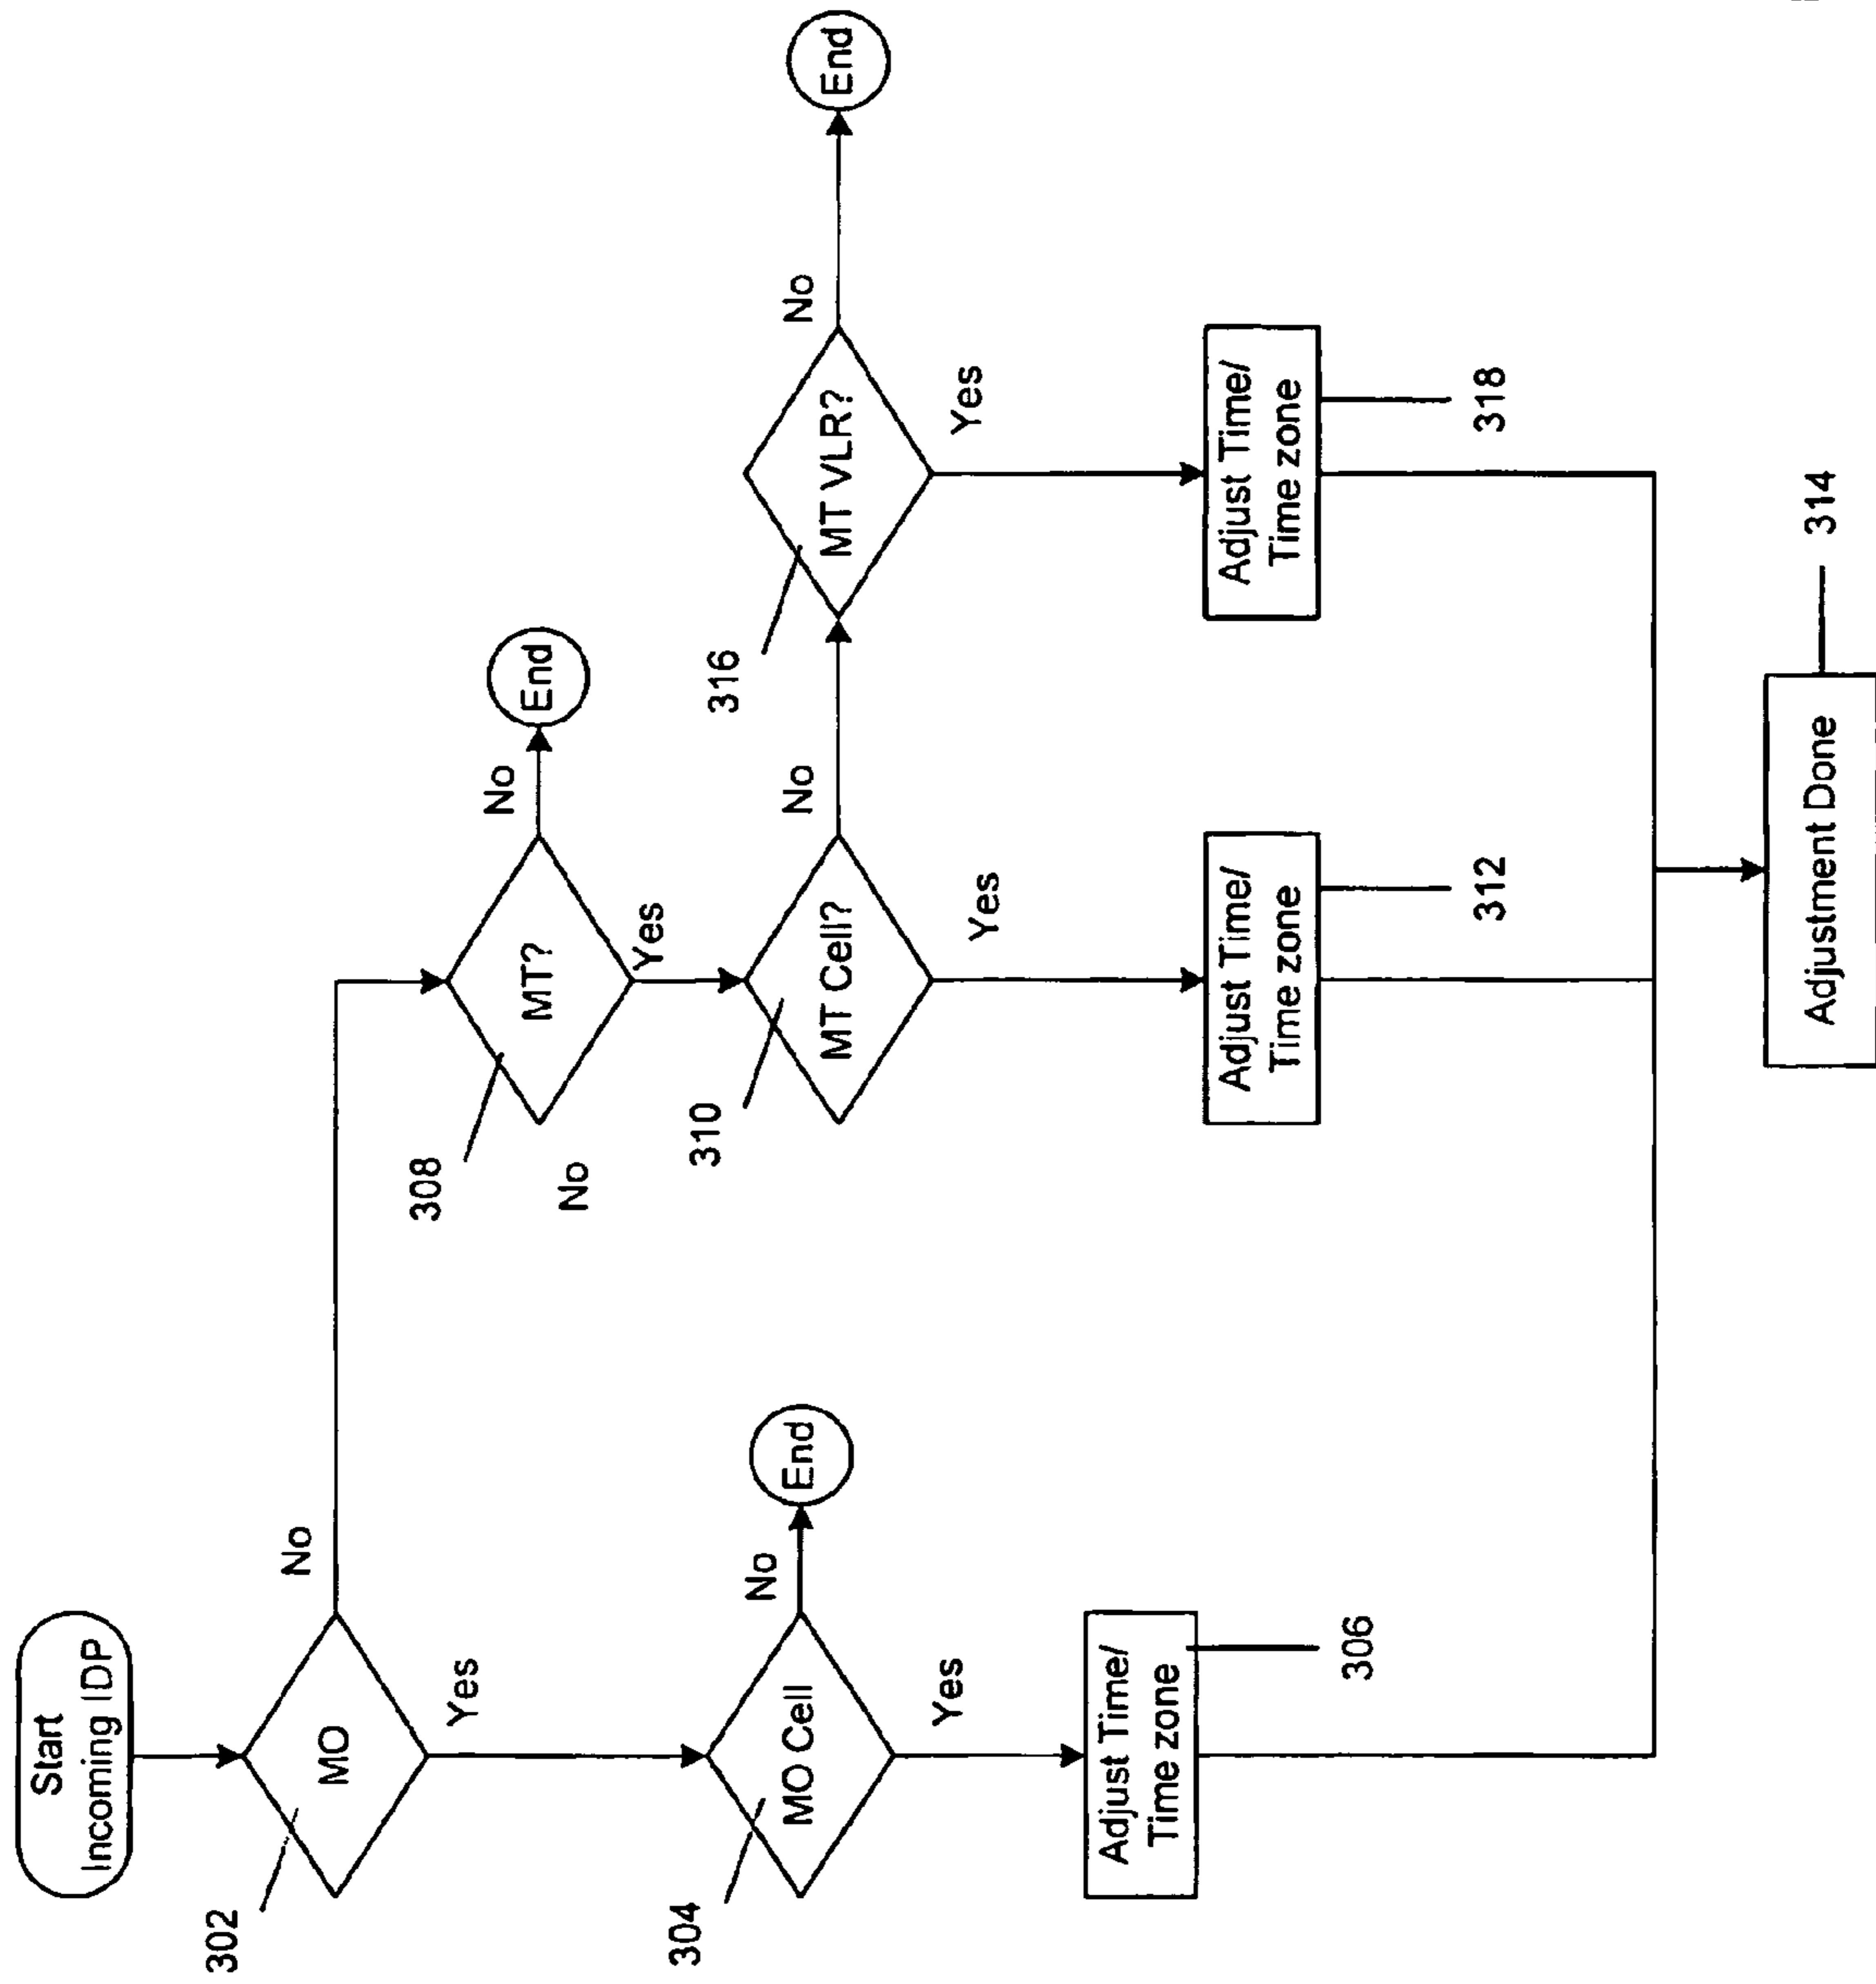 Start
Incoming IDP
302
MO
No
Yes
304
MO Cell
No
End
Yes
Adjust Time/
Time zone
306
308
MT?
No
End
No
Yes
310
MT Cell?
No
Yes
316
MT VLR?
No
End
Yes
Adjust Time/
Time zone
312
Adjust Time/
Time zone
318
Adjustment Done
314